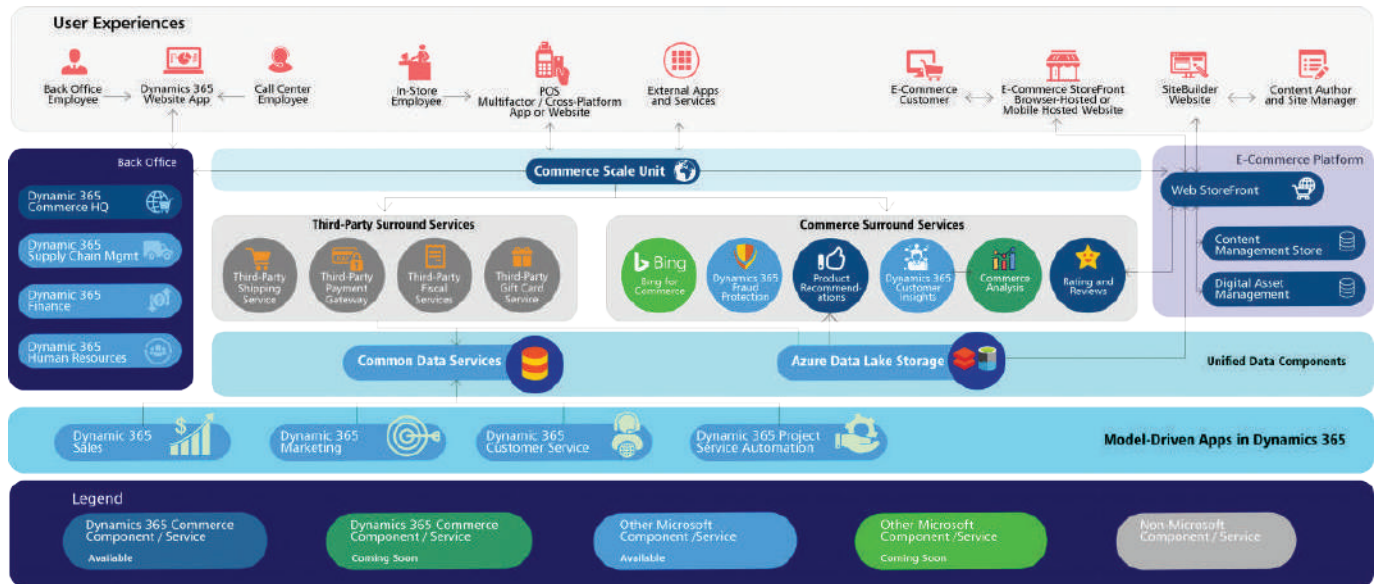 User Experiences
Back Office
Employee
Dynamics 365
Website App
Call Center
Employee
In-Store
Employee
POS
Multifactor / Cross-Platform
App or Website
External Apps
and Services
E-Commerce
Customer
E-Commerce StoreFront
Browser-Hosted or
Mobile Hosted Website
SiteBuilder
Website
Content Author
and Site Manager
Back Office
Dynamic 365
Commerce HQ
Dynamic 365
Supply Chain Mgmt
Dynamic 365
Finance
Dynamic 365
Human Resources
Commerce Scale Unit
Third-Party Surround Services
Third-Party
Shipping
Service
Third-Party
Payment
Gateway
Third-Party
Fiscal
Services
Third-Party
Gift Card
Service
Commerce Surround Services
Bing
Bing for
Commerce
Dynamics 365
Fraud
Protection
Product
Recommend-
ations
Dynamics 365
Customer
Insights
Commerce
Analysis
Rating and
Reviews
E-Commerce Platform
Web StoreFront
Content
Management Store
Digital Asset
Management
Common Data Services
Azure Data Lake Storage
Unified Data Components
Dynamic 365
Sales
$
Dynamic 365
Marketing
Dynamic 365
Customer Service
Dynamic 365 Project
Service Automation
Model-Driven Apps in Dynamics 365
Legend
Dynamics 365 Commerce
Component / Service
Available
Dynamics 365 Commerce
Component / Service
Coming Soon
Other Microsoft
Component /Service
Available
Other Microsoft
Component /Service
Coming Soon
Non-Microsoft
Component / Service